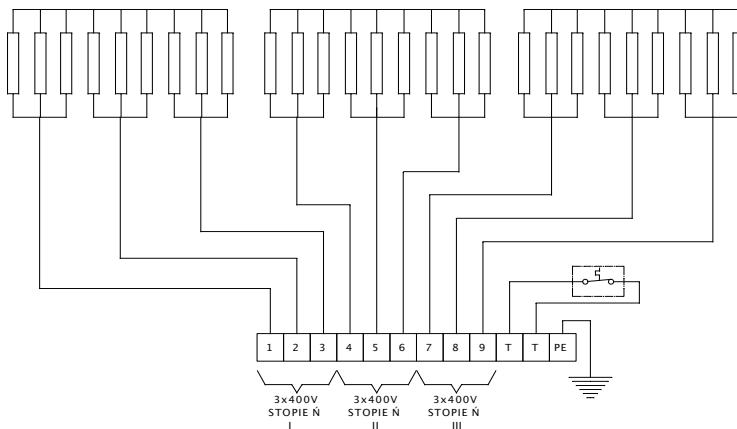 1 2 3 4 5 6 7 8 9 T T PE
3x400V 3x400V 3x400V
STOPIE Ń STOPIE Ń STOPIE Ń
I II III